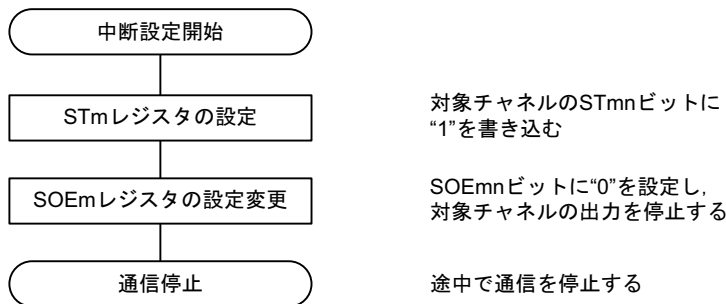 中断設定開始
STmレジスタの設定
対象チャネルのSTmnビットに
“1”を書き込む
SOEmレジスタの設定変更
SOEmnビットに“0”を設定し,
対象チャネルの出力を停止する
通信停止
途中で通信を停止する